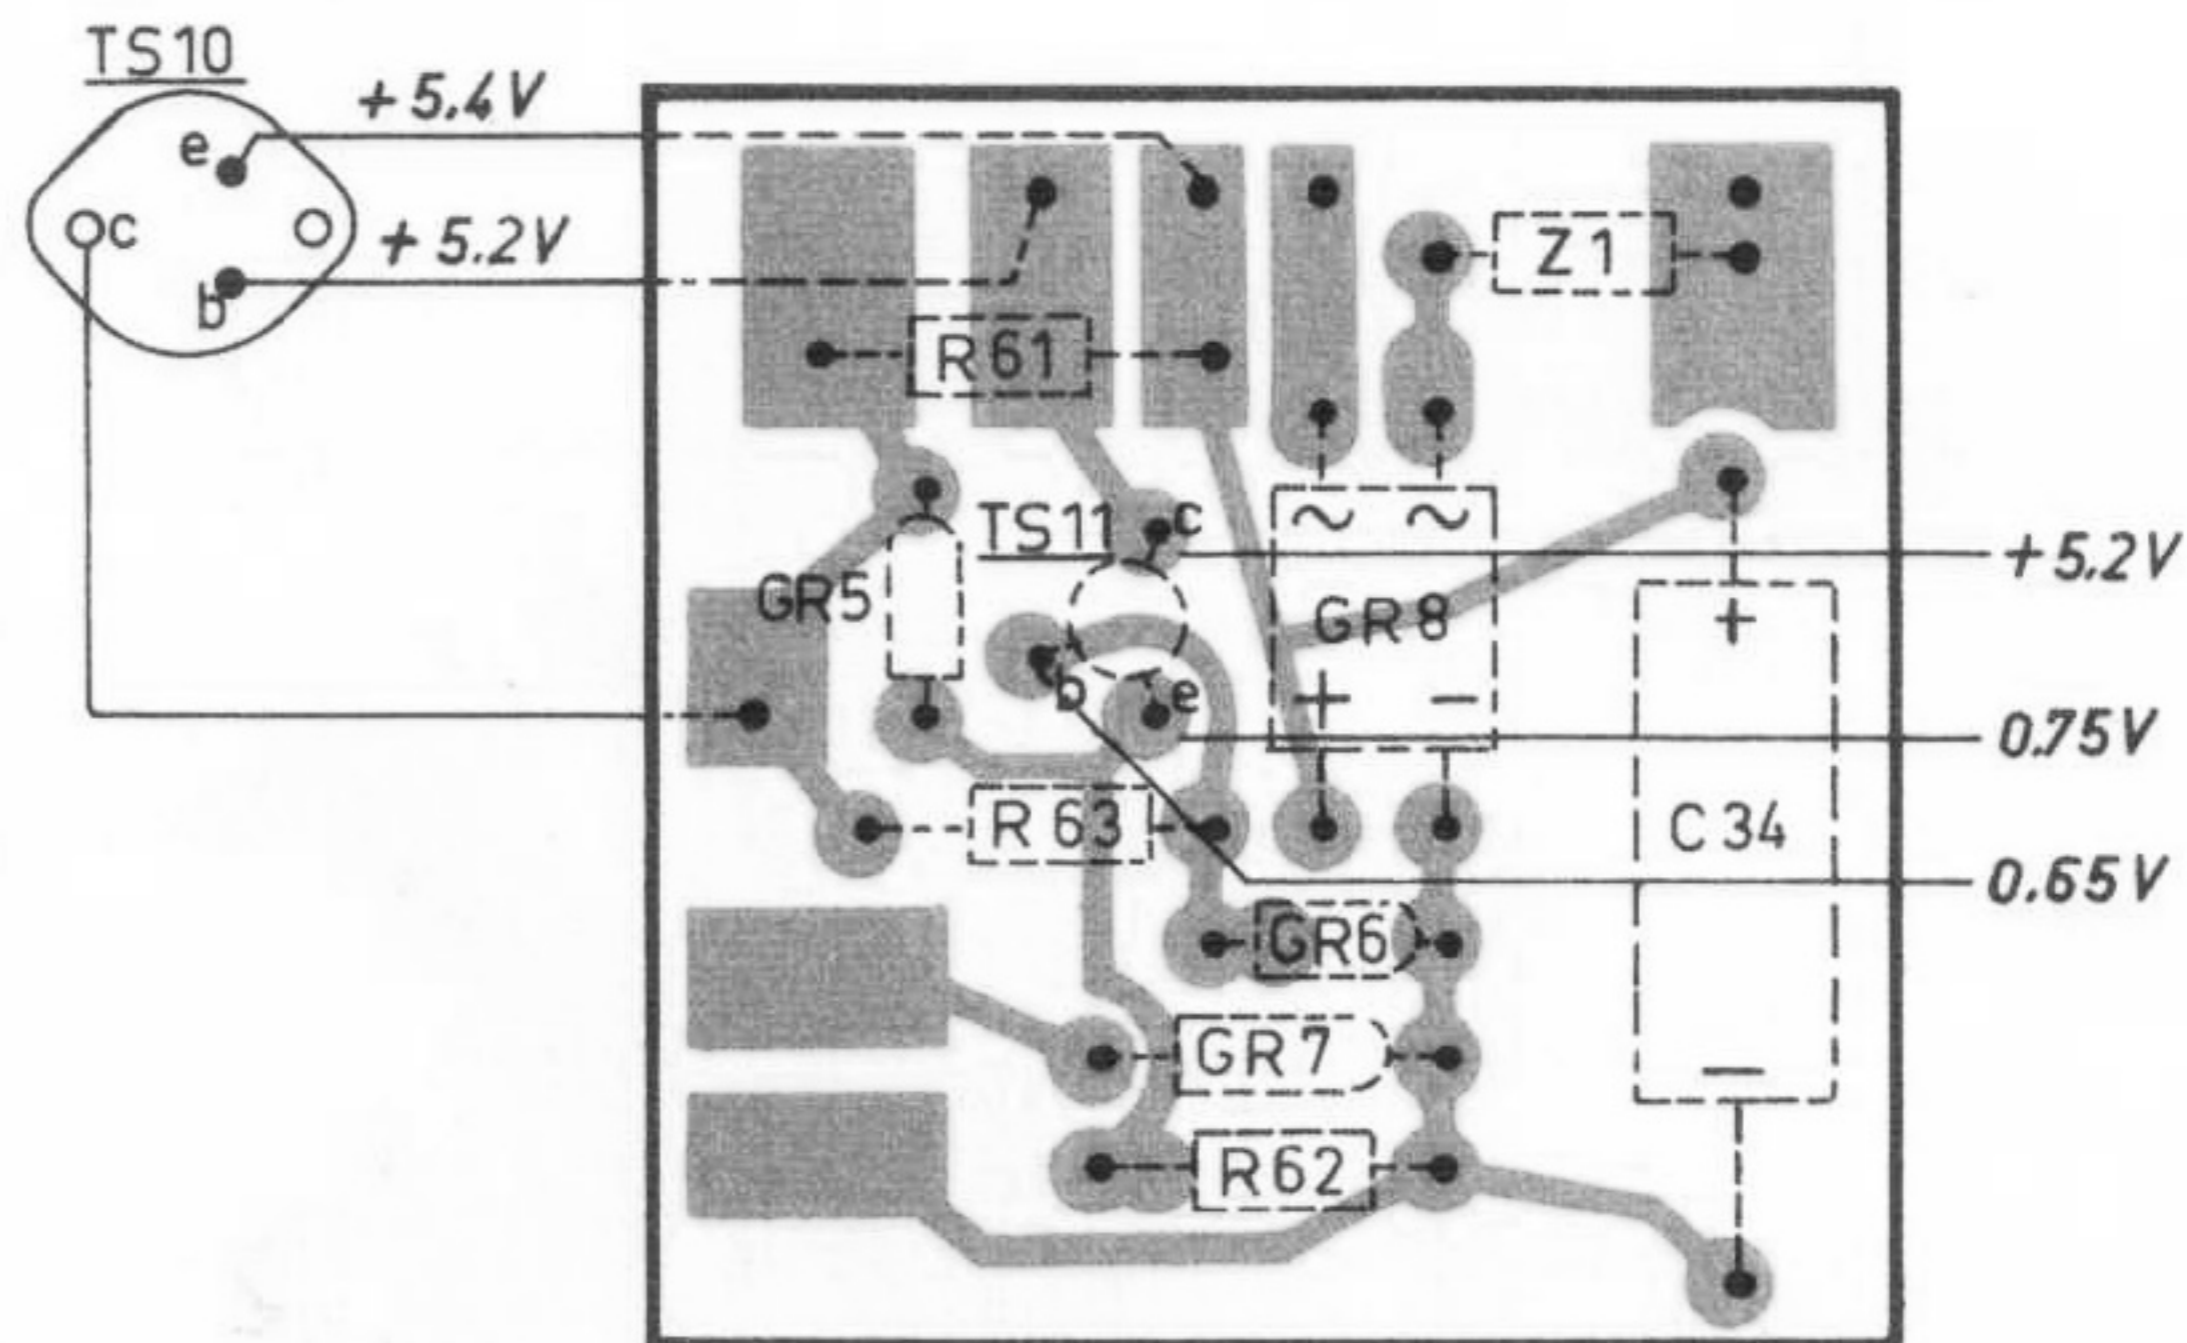 TS10
+5.4V
e
c
+5.2V
b
Z1
R61
TS11
c
~ ~
+5.2V
GR5
GR8
+
b
e
+ −
0.75V
R63
C34
0.65V
GR6
GR7
−
R62